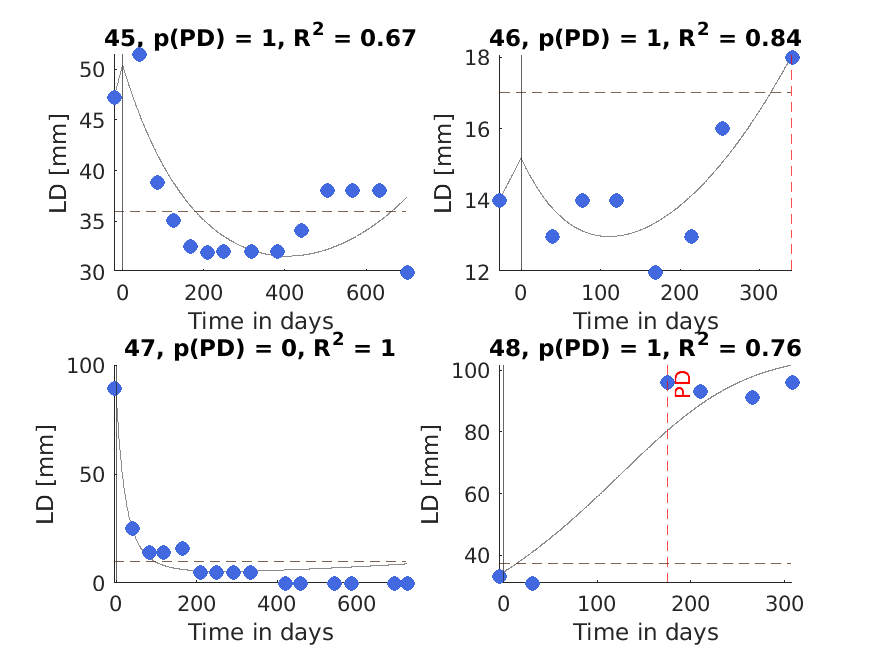 45, p(PD) = 1, R² = 0.67
LD [mm]
50
45
40
35
30
0 200 400 600
Time in days
46, p(PD) = 1, R² = 0.84
LD [mm]
18
16
14
12
0 100 200 300
Time in days
47, p(PD) = 0, R² = 1
LD [mm]
100
50
0
0 200 400 600
Time in days
48, p(PD) = 1, R² = 0.76
LD [mm]
100
80
60
40
PD
0 100 200 300
Time in days